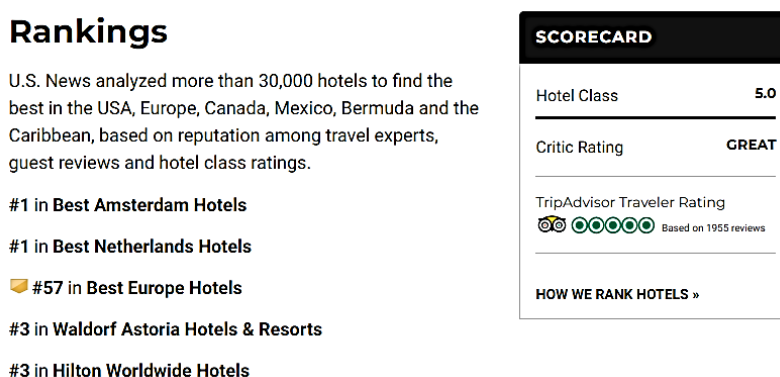 Rankings
U.S. News analyzed more than 30,000 hotels to find the
best in the USA, Europe, Canada, Mexico, Bermuda and the
Caribbean, based on reputation among travel experts,
guest reviews and hotel class ratings.
#1 in Best Amsterdam Hotels
#1 in Best Netherlands Hotels
#57 in Best Europe Hotels
#3 in Waldorf Astoria Hotels & Resorts
#3 in Hilton Worldwide Hotels
SCORECARD
Hotel Class 5.0
Critic Rating GREAT
TripAdvisor Traveler Rating
Based on 1955 reviews
HOW WE RANK HOTELS »